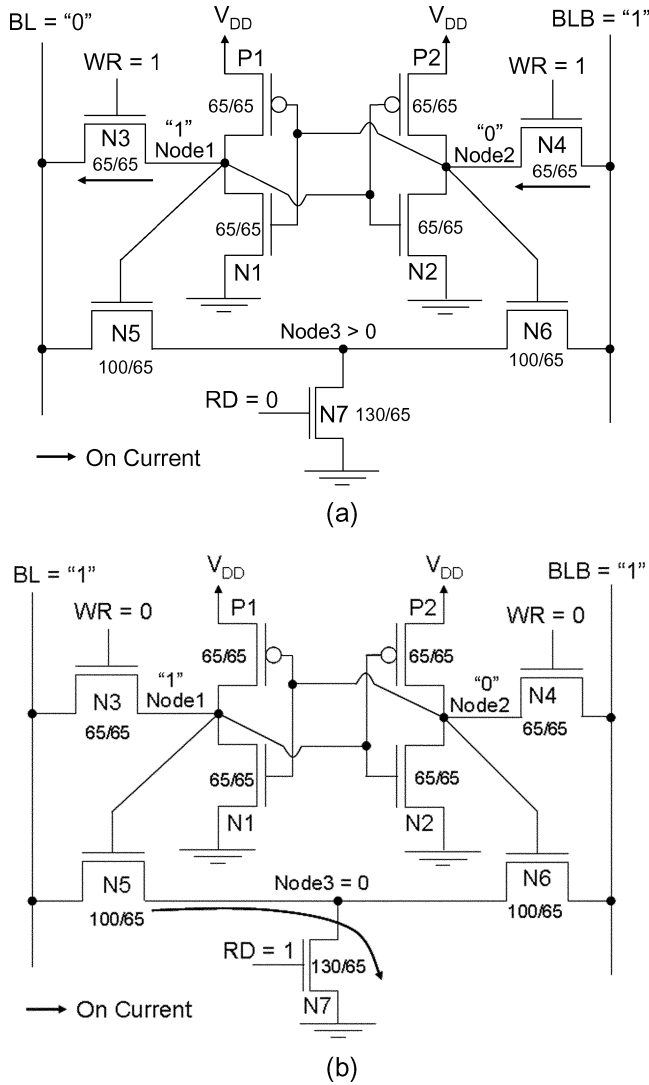 BL = “0”
V_DD
V_DD
BLB = “1”
WR = 1
P1
P2
WR = 1
65/65
65/65
N3
“1”
“0”
N4
65/65
Node1
Node2
65/65
65/65
65/65
N1
N2
N5
Node3 > 0
N6
100/65
100/65
RD = 0
N7
130/65
On Current
(a)
BL = “1”
V_DD
V_DD
BLB = “1”
WR = 0
P1
P2
WR = 0
65/65
65/65
N3
“1”
“0”
N4
65/65
Node1
Node2
65/65
65/65
65/65
N1
N2
N5
Node3 = 0
N6
100/65
100/65
RD = 1
130/65
N7
On Current
(b)